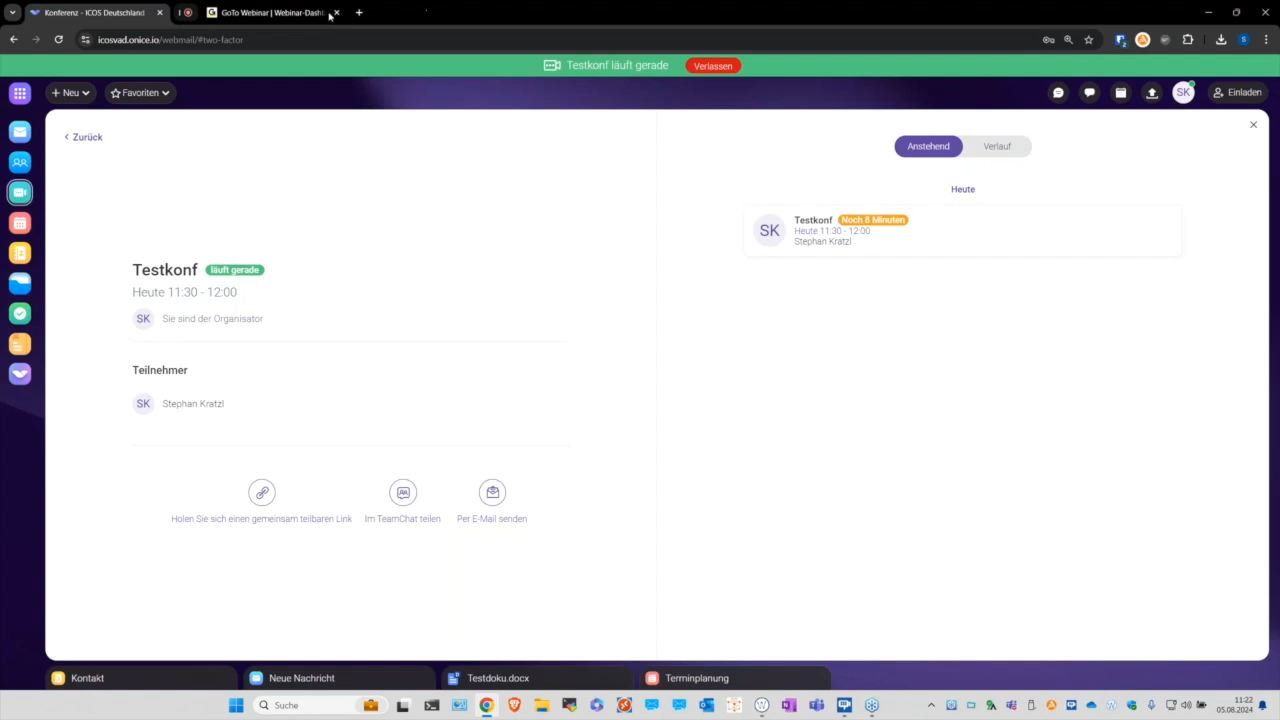 Konferenz - ICOS Deutschland
GoTo Webinar | Webinar-Dashb
icosvad.onice.io/webmail/#two-factor
Testkonf läuft gerade
Verlassen
Neu
Favoriten
SK
Einladen
Zurück
Anstehend
Verlauf
Heute
SK
Testkonf Noch 8 Minuten
Heute 11:30 - 12:00
Stephan Kratzl
Testkonf läuft gerade
Heute 11:30 - 12:00
SK Sie sind der Organisator
Teilnehmer
SK Stephan Kratzl
Holen Sie sich einen gemeinsam teilbaren Link
Im TeamChat teilen
Per E-Mail senden
Kontakt
Neue Nachricht
Testdoku.docx
Terminplanung
Suche
11:22
05.08.2024